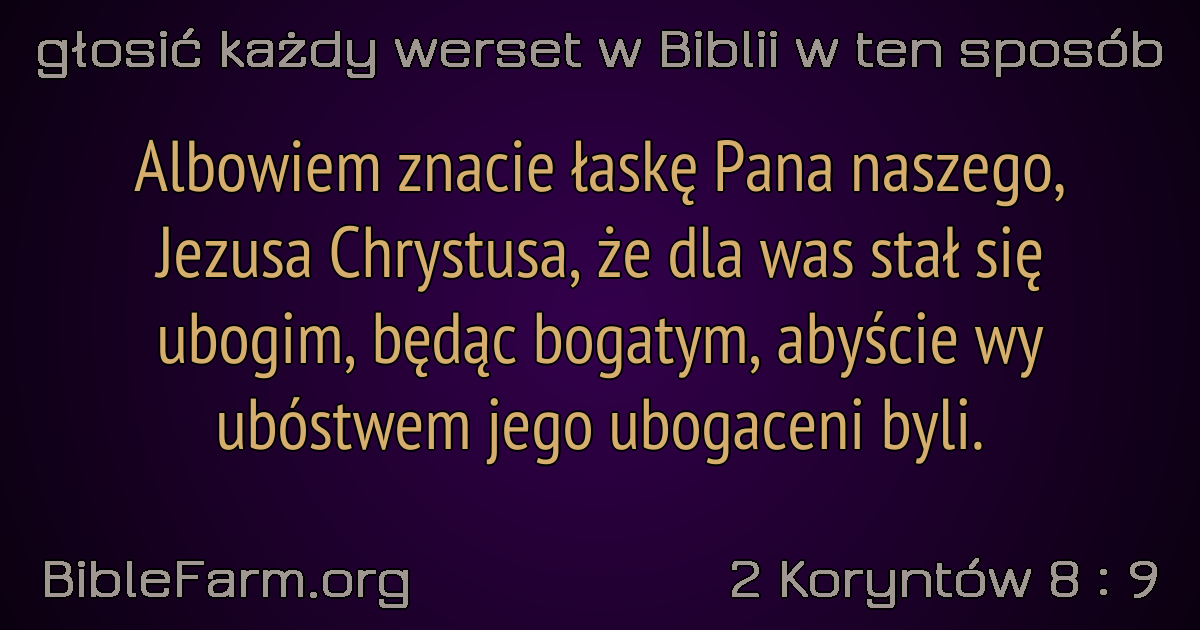 głosić każdy werset w Biblii w ten sposób
Albowiem znacie łaskę Pana naszego,
Jezusa Chrystusa, że dla was stał się
ubogim, będąc bogatym, abyście wy
ubóstwem jego ubogaceni byli.
BibleFarm.org
2 Koryntów 8 : 9